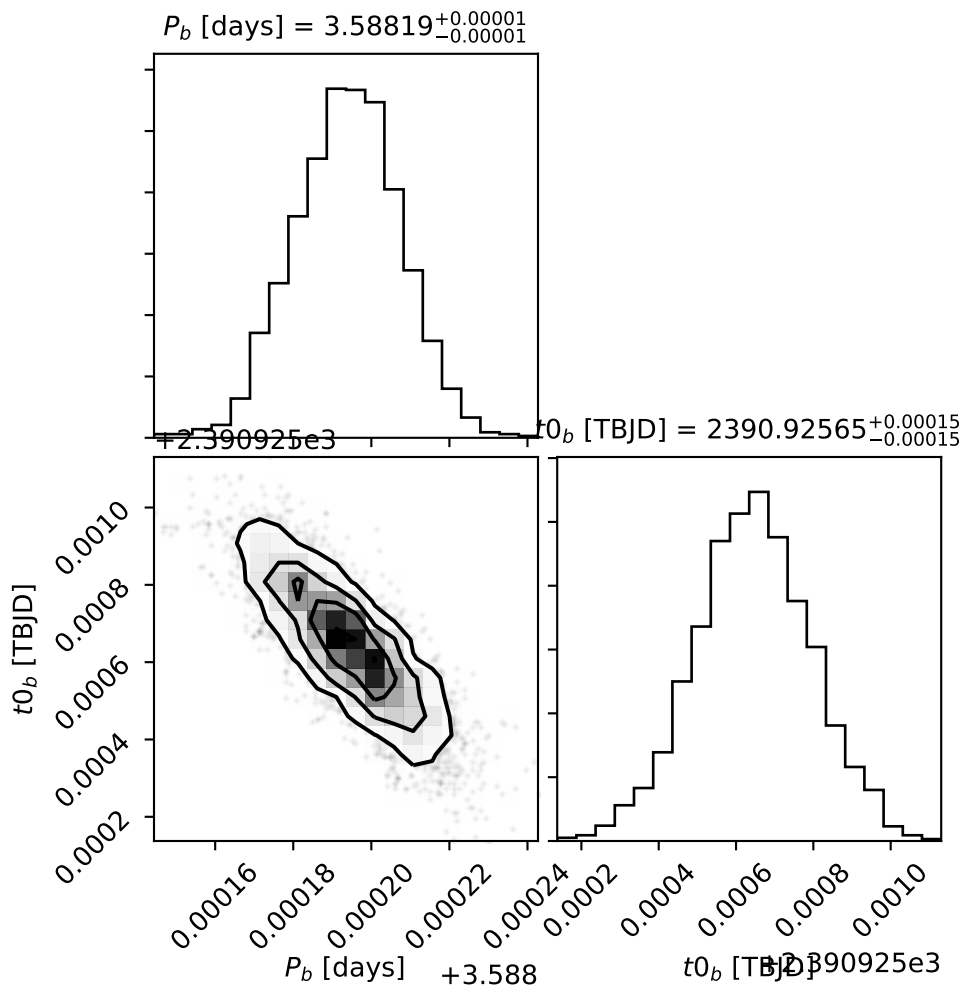 P_b [days] = 3.58819^{+0.00001}_{-0.00001}
+2.390925e3
t0_b [TBJD] = 2390.92565^{+0.00015}_{-0.00015}
0.0010
0.0008
0.0006
0.0004
0.0002
t0_b [TBJD]
0.00016 0.00018 0.00020 0.00022 0.00024
0.0002 0.0004 0.0006 0.0008 0.0010
P_b [days]
+3.588
t0_b [TBJD]
+2.390925e3